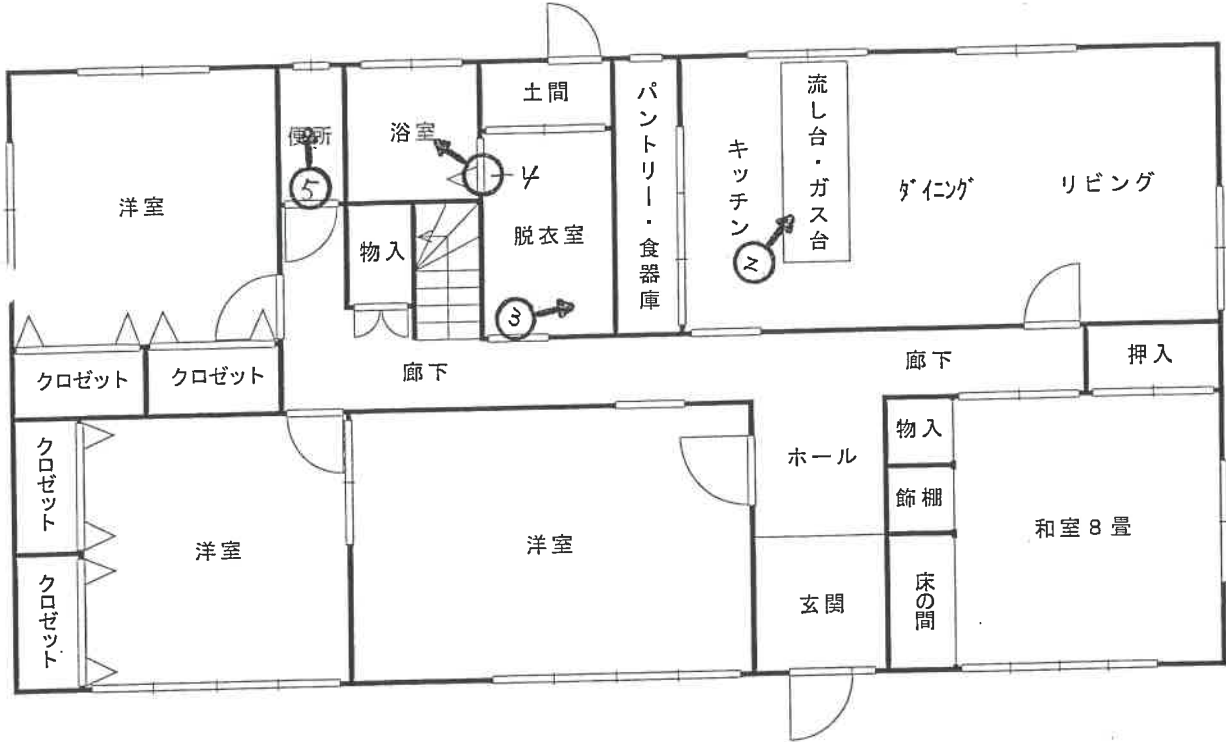 土間
パントリー・食器庫
流し台・ガス台
便所
浴室
4
キッチン
ダイニング
リビング
5
洋室
脱衣室
物入
2
3
クロゼット
クロゼット
廊下
廊下
押入
クロゼット
物入
ホール
飾棚
和室8畳
洋室
洋室
クロゼット
玄関
床の間